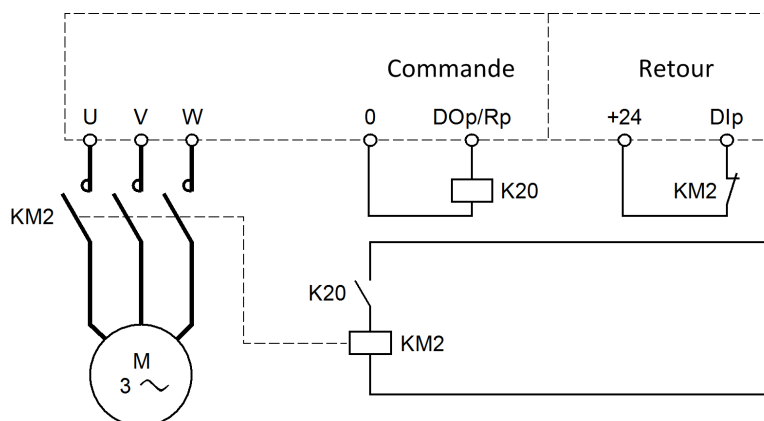 Commande
Retour
U
V
W
0
DOp/Rp
+24
DIp
KM2
K20
KM2
K20
KM2
M
3